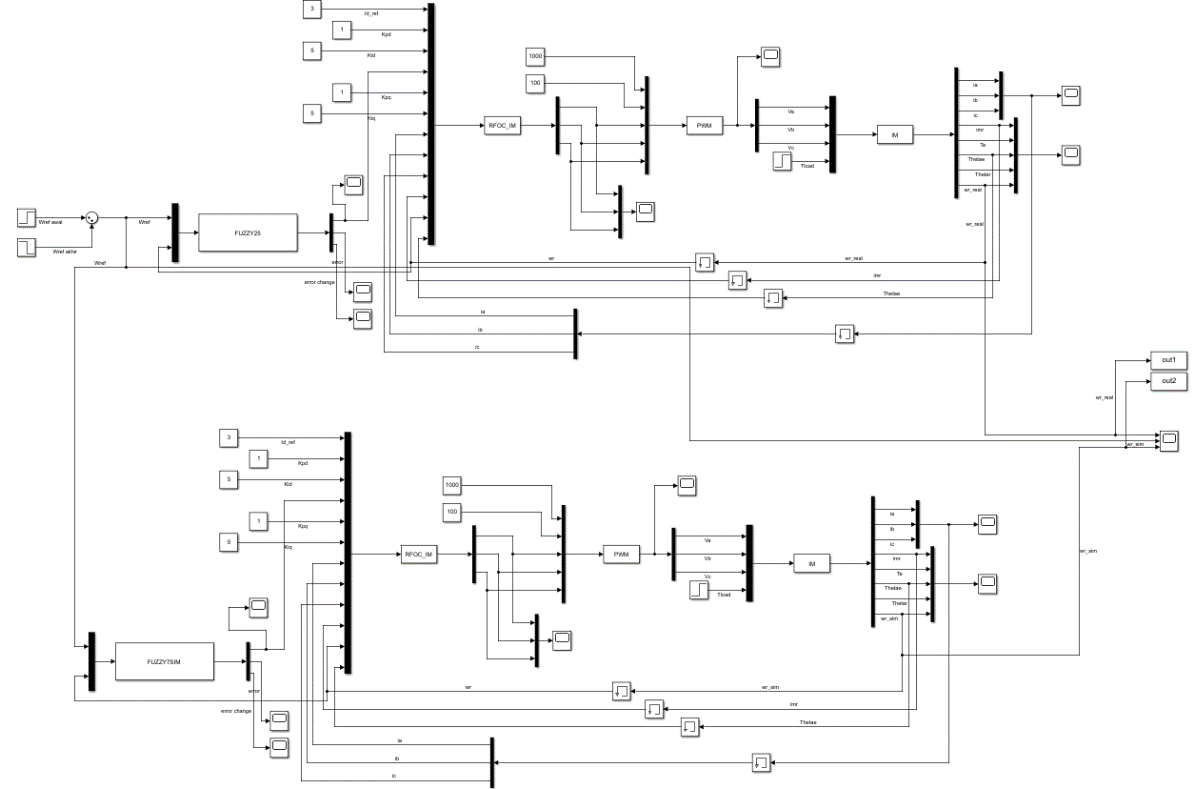 3
Id_ref
1
Kpd
5
Kid
1
Kpq
5
Kiq
RFOC_IM
1000
100
PWM
Va
Vb
Vc
Tload
IM
ia
ib
ic
imr
Te
Thetae
Thetar
wr_real
wr_real
Wref awal
Wref akhir
Wref
Wref
FUZZY25
error
error change
wr
wr_real
imr
Thetae
ia
ib
ic
out1
out2
wr_real
wr_sim
3
Id_ref
1
Kpd
5
Kid
1
Kpq
5
Kiq
RFOC_IM
1000
100
PWM
Va
Vb
Vc
Tload
IM
ia
ib
ic
imr
Te
Thetae
Thetar
wr_sim
wr_sim
FUZZY7SIM
error
error change
wr
wr_sim
imr
Thetae
ia
ib
ic